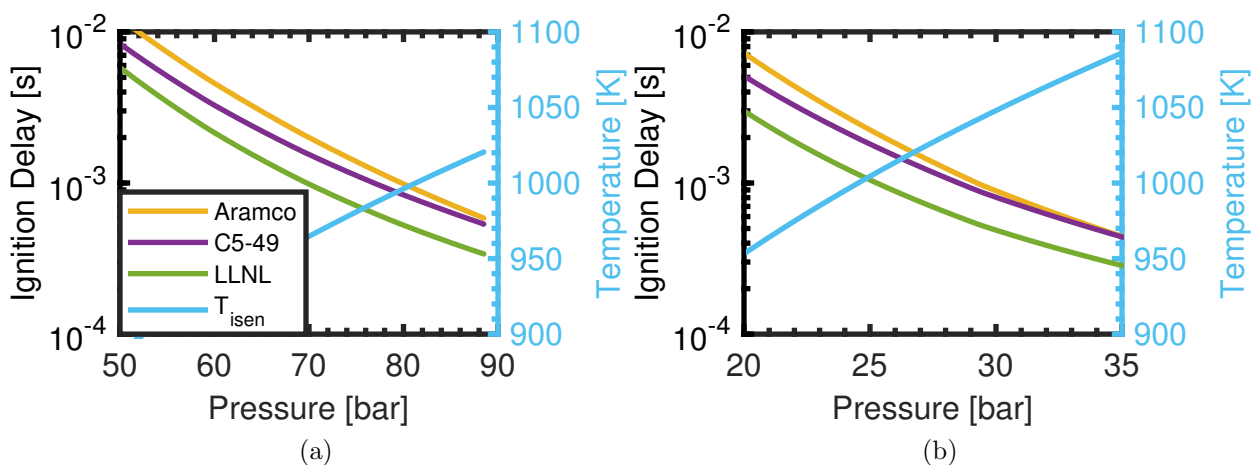 10^-2
10^-3
10^-4
Ignition Delay [s]
Aramco
C5-49
LLNL
T_isen
1100
1050
1000
950
900
Temperature [K]
50 60 70 80 90
Pressure [bar]
(a)
10^-2
10^-3
10^-4
Ignition Delay [s]
1100
1050
1000
950
900
Temperature [K]
20 25 30 35
Pressure [bar]
(b)